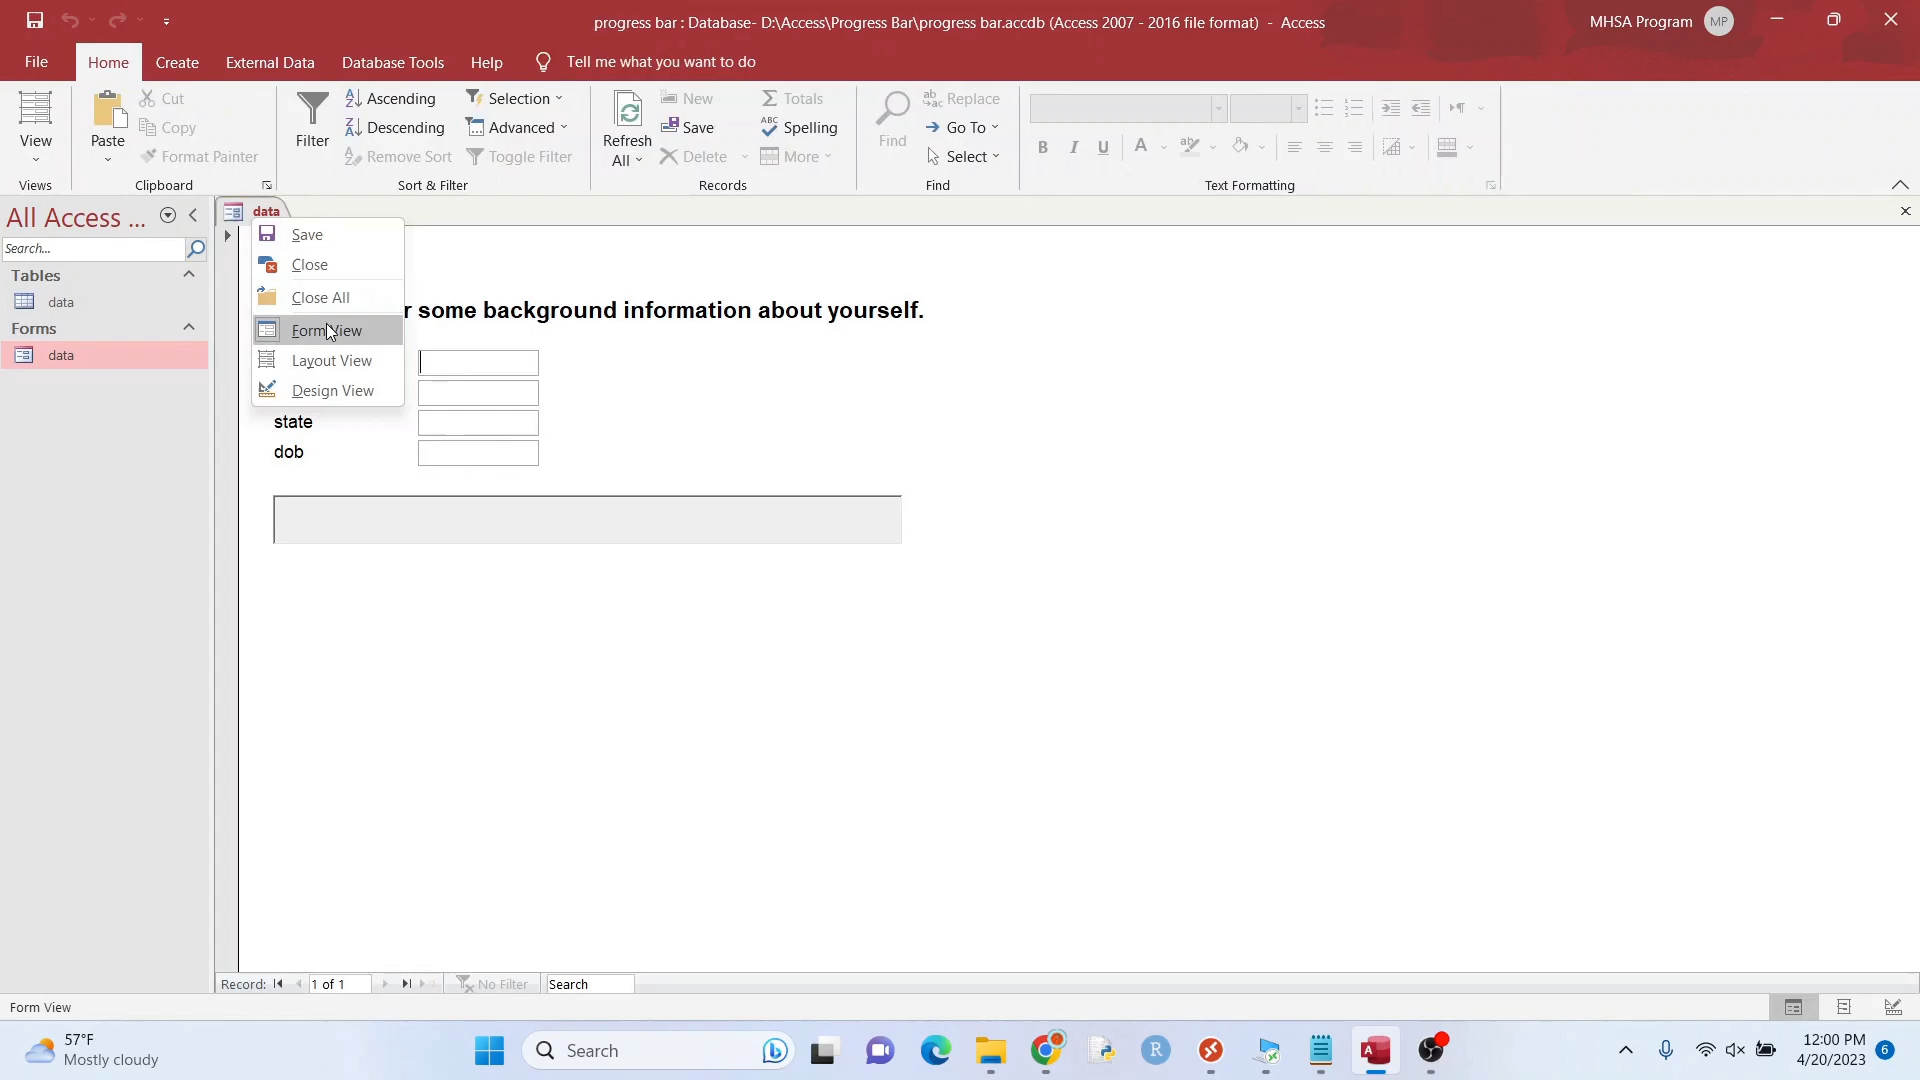 progress bar : Database- D:\Access\Progress Bar\progress bar.accdb (Access 2007 - 2016 file format) - Access
MHSA Program
MP
File
Home
Create
External Data
Database Tools
Help
Tell me what you want to do
View
Views
Paste
Cut
Copy
Format Painter
Clipboard
Filter
Ascending
Descending
Remove Sort
Selection
Advanced
Toggle Filter
Sort & Filter
Refresh
All
New
Save
Delete
Totals
Spelling
More
Records
Find
Replace
Go To
Select
Find
B I U A
Text Formatting
All Access ...
Search...
Tables
data
Forms
data
data
Save
Close
Close All
Form View
Layout View
Design View
r some background information about yourself.
state
dob
Record:
1 of 1
No Filter
Search
Form View
57°F
Mostly cloudy
Search
12:00 PM
4/20/2023
6